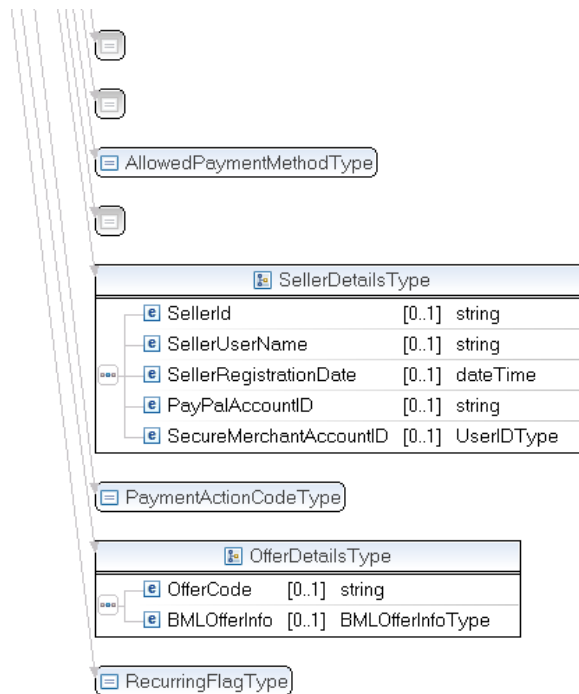 AllowedPaymentMethodType
SellerDetailsType
e SellerId [0..1] string
e SellerUserName [0..1] string
e SellerRegistrationDate [0..1] dateTime
e PayPalAccountID [0..1] string
e SecureMerchantAccountID [0..1] UserIDType
PaymentActionCodeType
OfferDetailsType
e OfferCode [0..1] string
e BMLOfferInfo [0..1] BMLOfferInfoType
RecurringFlagType